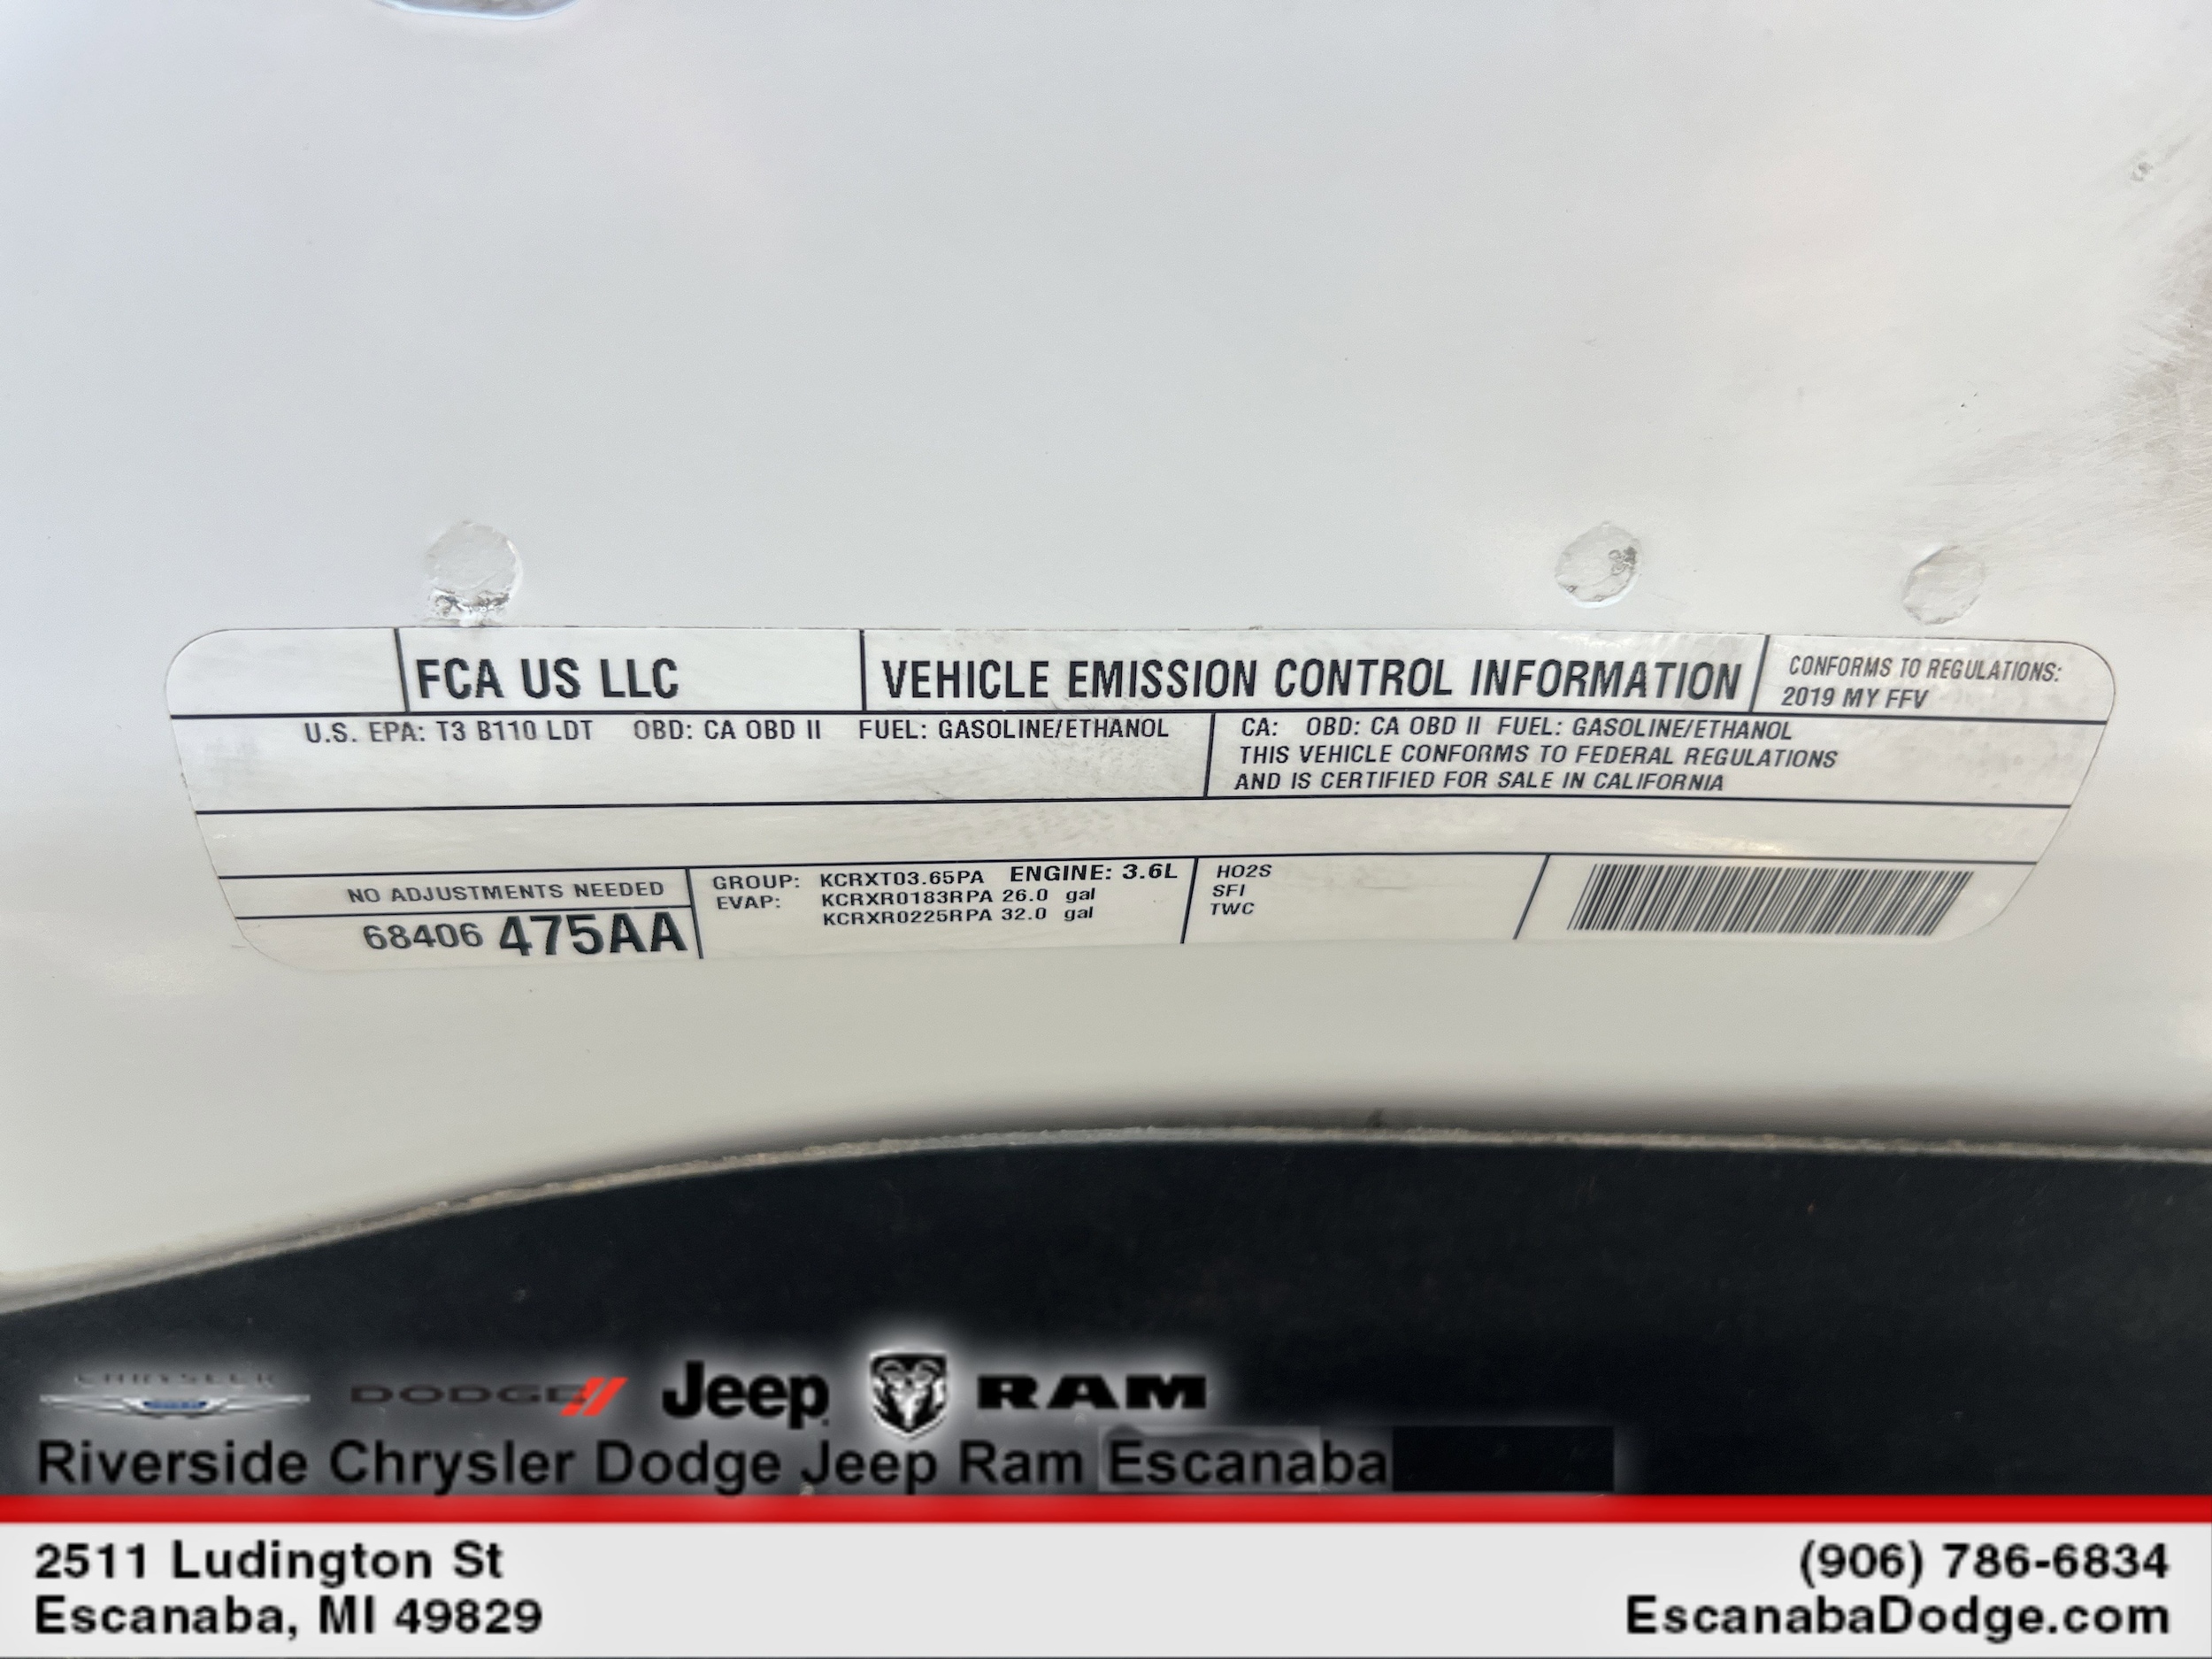 FCA US LLC
VEHICLE EMISSION CONTROL INFORMATION
CONFORMS TO REGULATIONS:
2019 MY FFV
U.S. EPA: T3 B110 LDT OBD: CA OBD II FUEL: GASOLINE/ETHANOL
CA: OBD: CA OBD II FUEL: GASOLINE/ETHANOL
THIS VEHICLE CONFORMS TO FEDERAL REGULATIONS
AND IS CERTIFIED FOR SALE IN CALIFORNIA
NO ADJUSTMENTS NEEDED
68406 475AA
GROUP: KCRXT03.65PA ENGINE: 3.6L
EVAP: KCRXR0183RPA 26.0 gal
KCRXR0225RPA 32.0 gal
HO2S
SFI
TWC
CHRYSLER DODGE Jeep RAM
Riverside Chrysler Dodge Jeep Ram Escanaba
2511 Ludington St
Escanaba, MI 49829
(906) 786-6834
EscanabaDodge.com